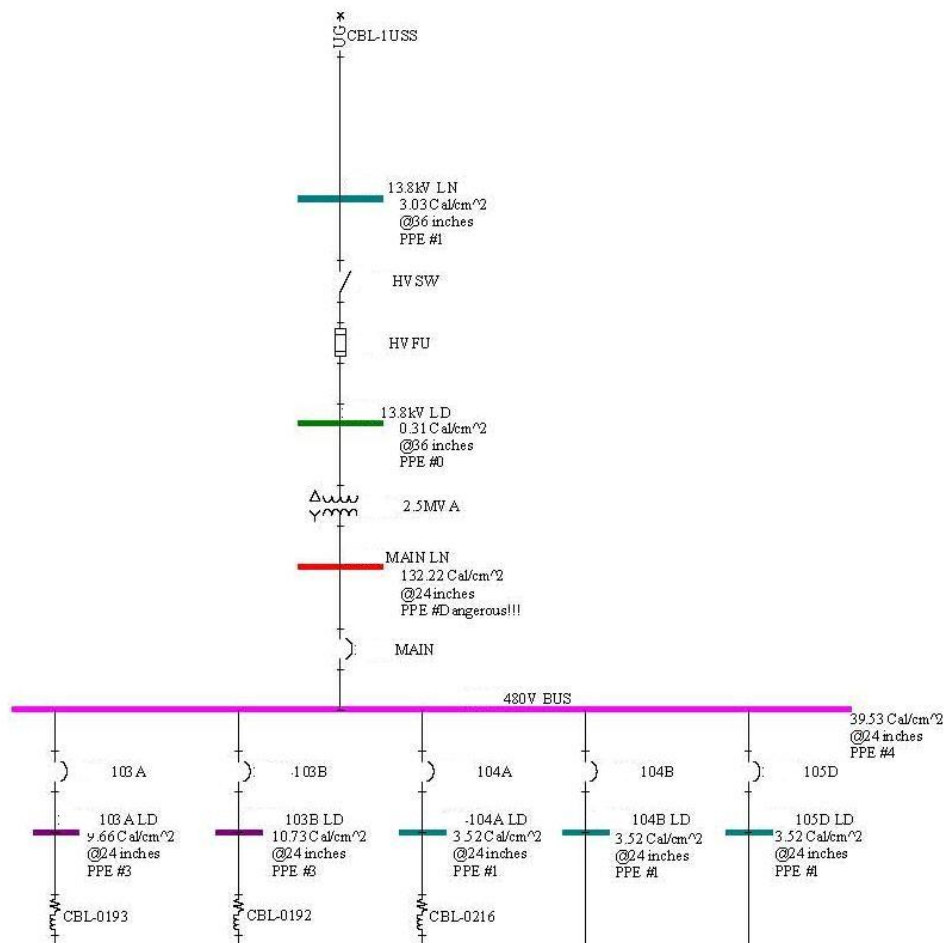 UG
CBL-1USS
13.8kV LN
3.03 Cal/cm^2
@36 inches
PPE #1
HV SW
HV FU
13.8kV LD
0.31 Cal/cm^2
@36 inches
PPE #0
2.5MVA
MAIN LN
132.22 Cal/cm^2
@24 inches
PPE #Dangerous!!!
MAIN
480V BUS
39.53 Cal/cm^2
@24 inches
PPE #4
103A
103B
104A
104B
105D
103A LD
9.66 Cal/cm^2
@24 inches
PPE #3
103B LD
10.73 Cal/cm^2
@24 inches
PPE #3
-104A LD
3.52 Cal/cm^2
@24 inches
PPE #1
104B LD
3.52 Cal/cm^2
@24 inches
PPE #1
105D LD
3.52 Cal/cm^2
@24 inches
PPE #1
CBL-0193
CBL-0192
CBL-0216